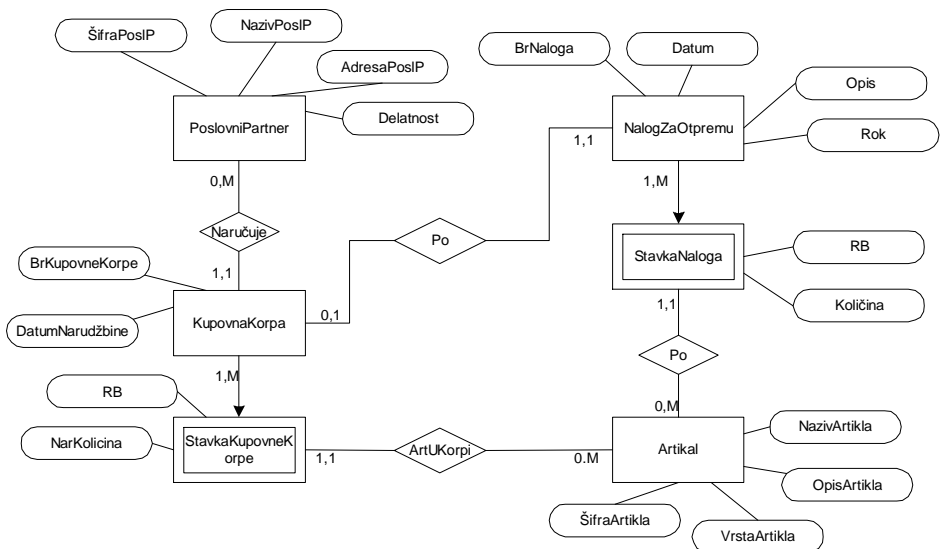 NazivPosIP
ŠifraPosIP
AdresaPosIP
Delatnost
PoslovniPartner
0,M
Naručuje
1,1
BrKupovneKorpe
DatumNarudžbine
KupovnaKorpa
0,1
1,M
RB
NarKolicina
StavkaKupovneK
orpe
1,1
ArtUKorpi
0.M
Po
BrNaloga
Datum
Opis
Rok
NalogZaOtpremu
1,1
1,M
StavkaNaloga
RB
Količina
1,1
Po
0,M
Artikal
NazivArtikla
OpisArtikla
ŠifraArtikla
VrstaArtikla